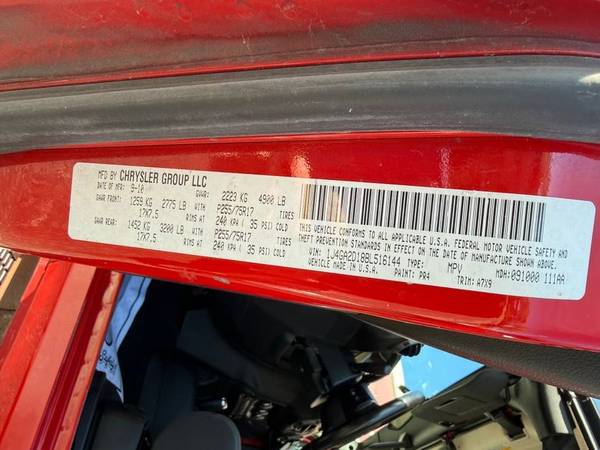 MFD BY CHRYSLER GROUP LLC
DATE OF MFR 9-10 GVWR: 2223 KG 4900 LB
GAWR FRONT: 1259 KG 2775 LB WITH P255/75R17 TIRES
17X7.5 RIMS AT 240 KPA ( 35 PSI) COLD
GAWR REAR: 1452 KG 3200 LB WITH P255/75R17 TIRES
17X7.5 RIMS AT 240 KPA ( 35 PSI) COLD
THIS VEHICLE CONFORMS TO ALL APPLICABLE U.S.A. FEDERAL MOTOR VEHICLE SAFETY AND
THEFT PREVENTION STANDARDS IN EFFECT ON THE DATE OF MANUFACTURE SHOWN ABOVE.
VIN: 1J4GA2D18BL516144 TYPE: MPV MDH: 091000 111AA
MADE IN U.S.A. PAINT: PR4 TRIM: A7X9